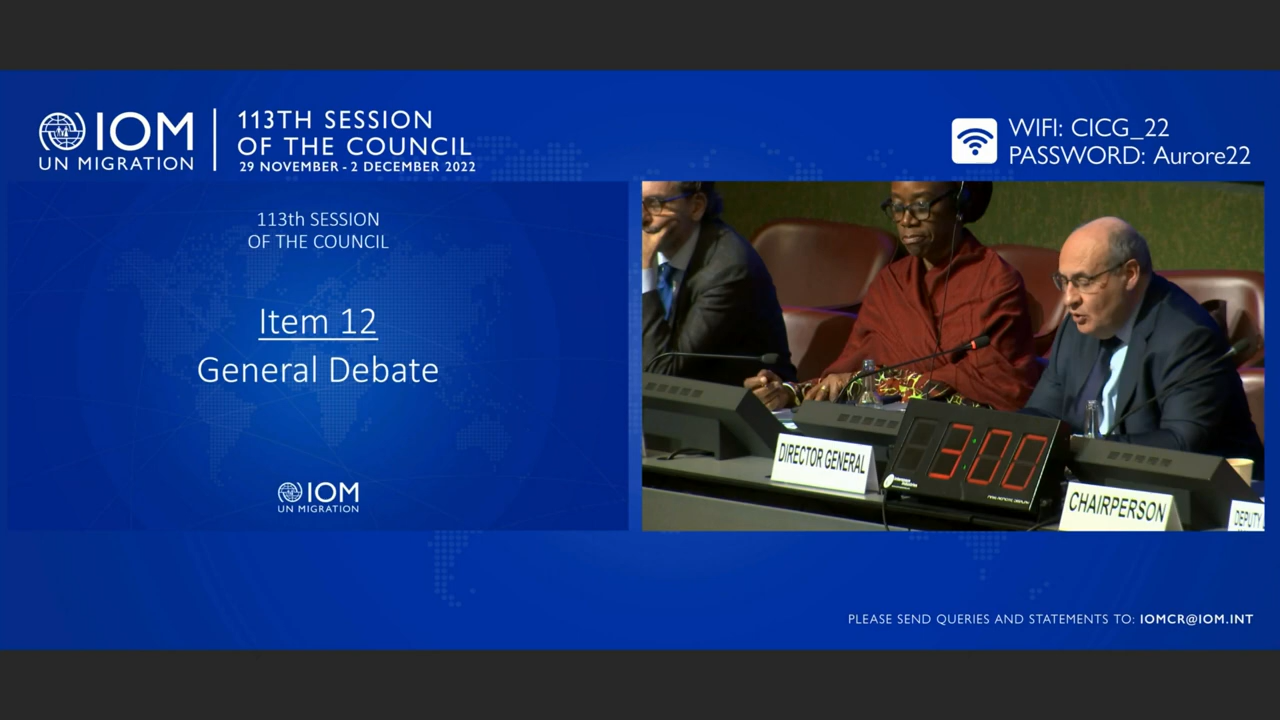 IOM
UN MIGRATION
113TH SESSION
OF THE COUNCIL
29 NOVEMBER - 2 DECEMBER 2022
WIFI: CICG_22
PASSWORD: Aurore22
113th SESSION
OF THE COUNCIL
Item 12
General Debate
IOM
UN MIGRATION
DIRECTOR GENERAL
3:00
CHAIRPERSON
DEPUTY
PLEASE SEND QUERIES AND STATEMENTS TO: IOMCR@IOM.INT